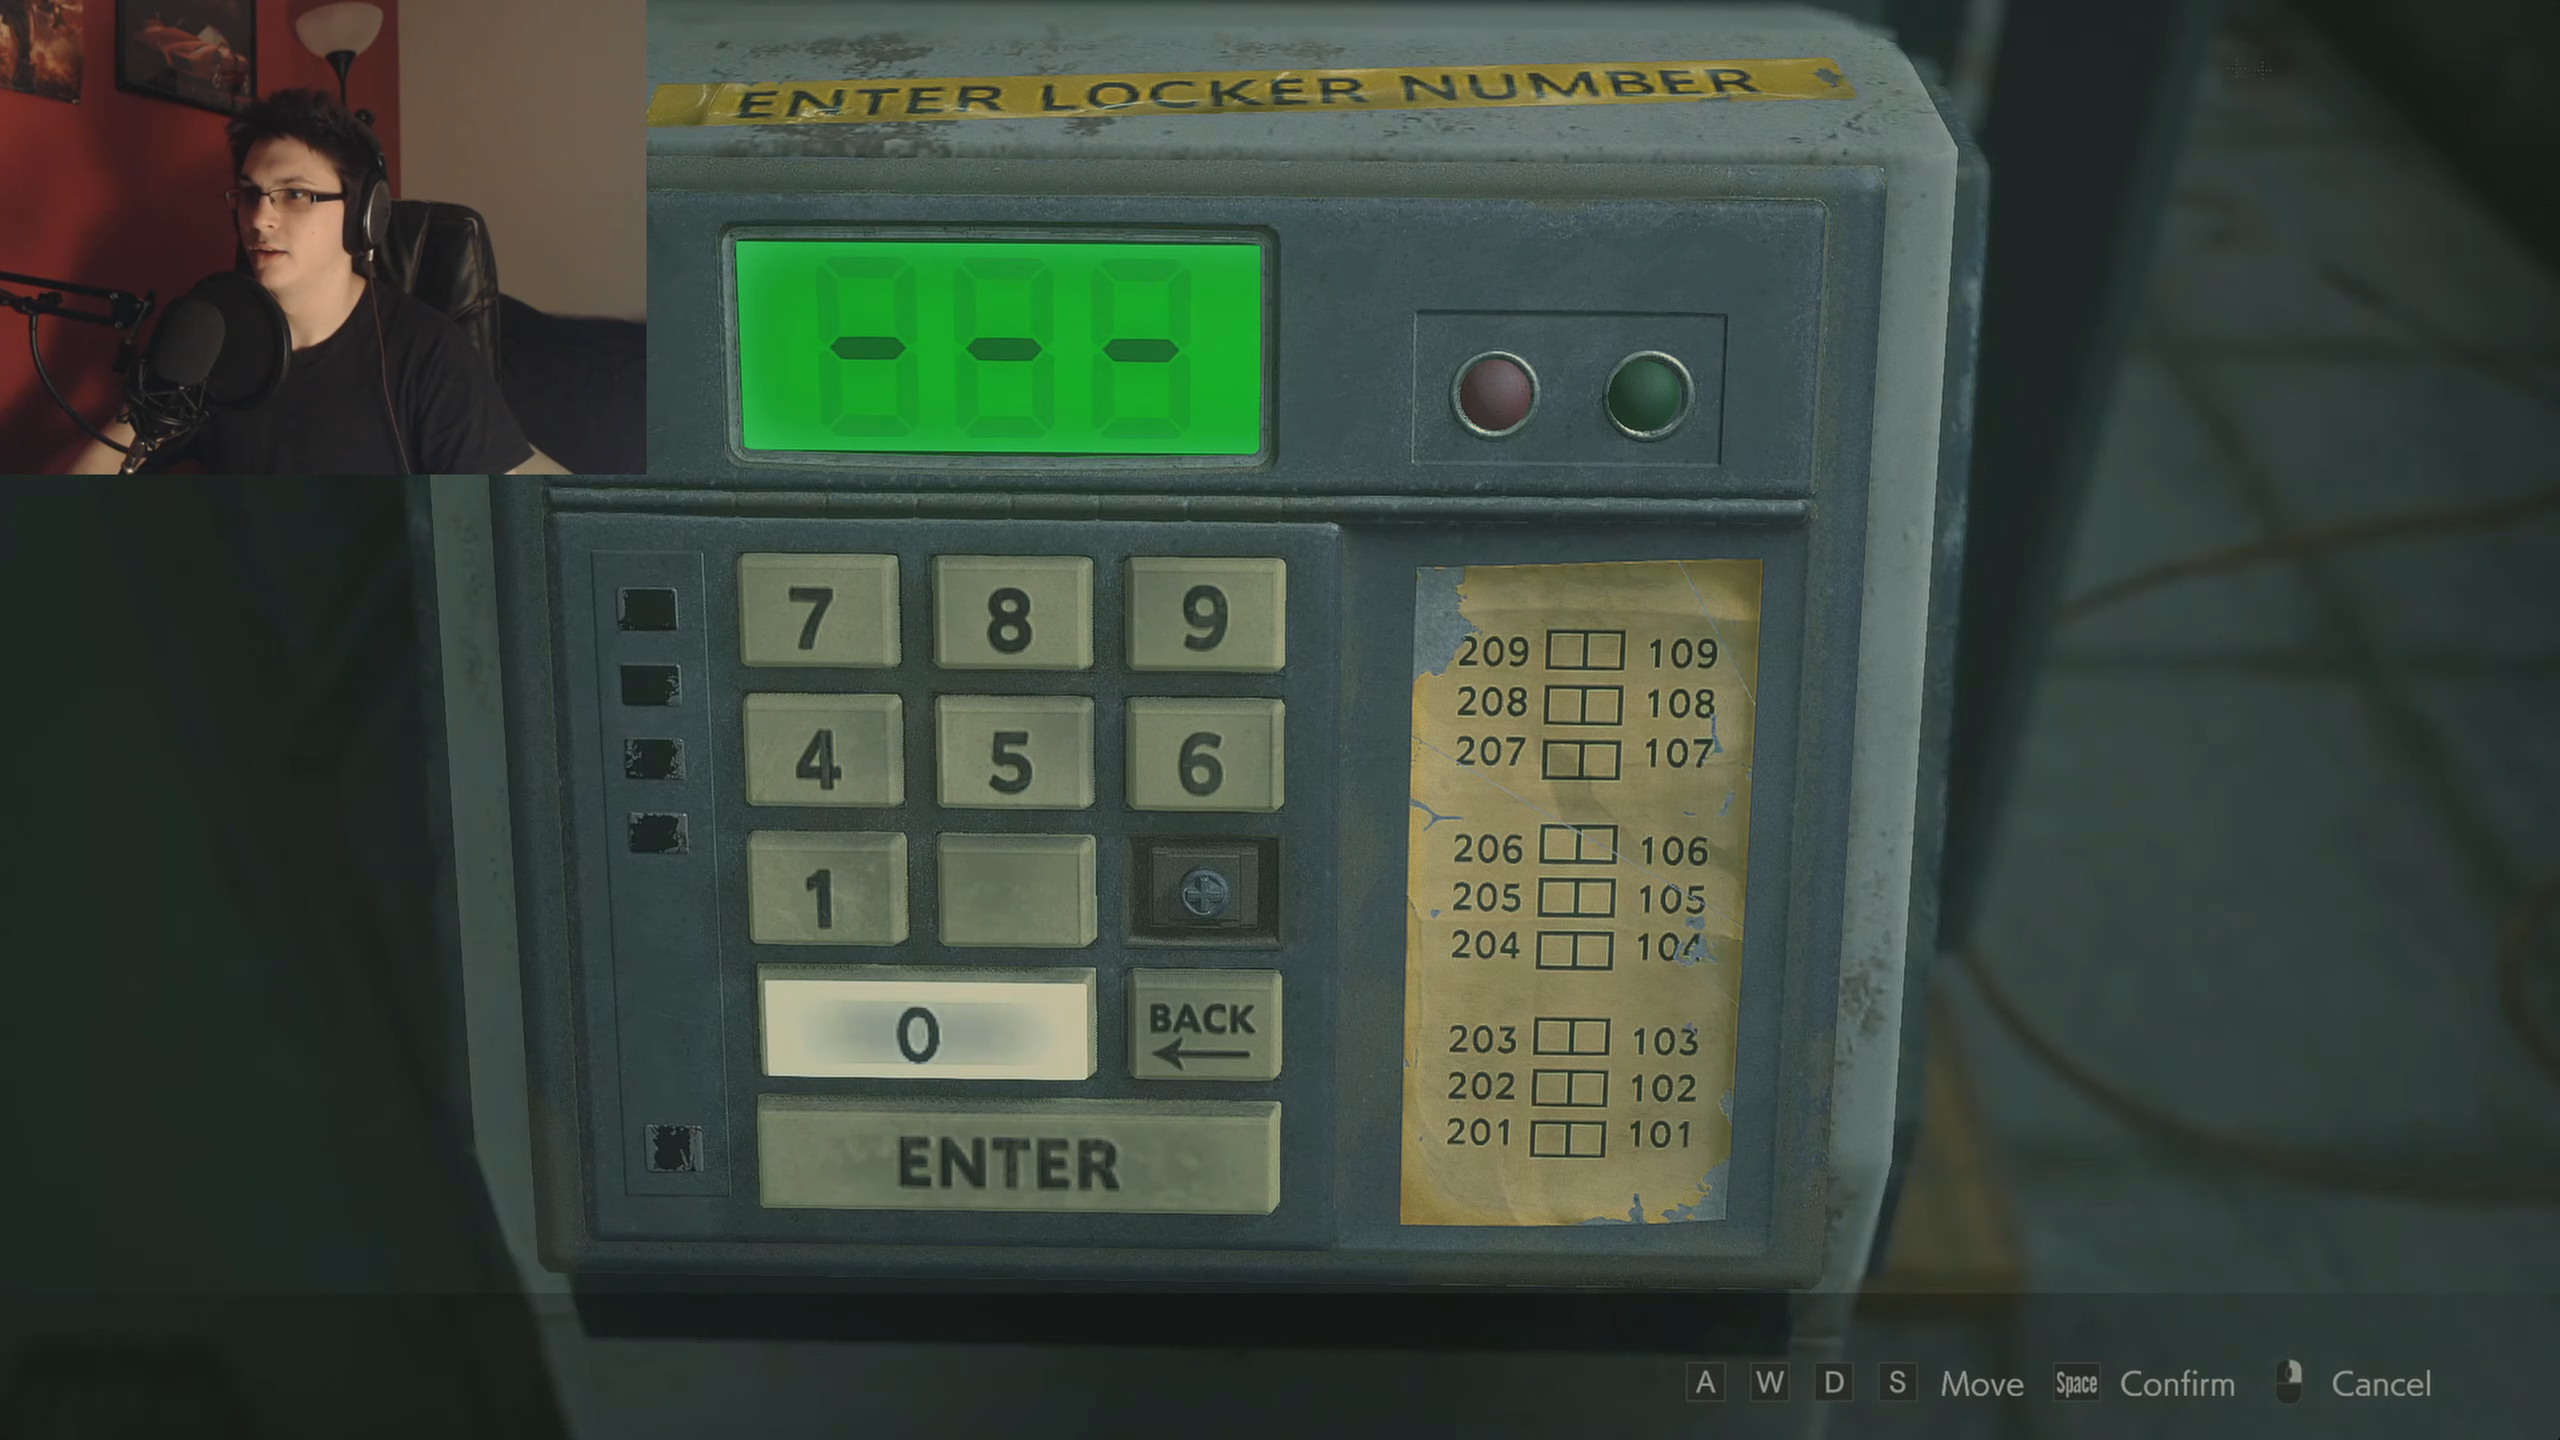 ENTER LOCKER NUMBER
7 8 9
4 5 6
1
0 BACK
ENTER
209 109
208 108
207 107
206 106
205 105
204 104
203 103
202 102
201 101
A W D S Move Space Confirm Cancel